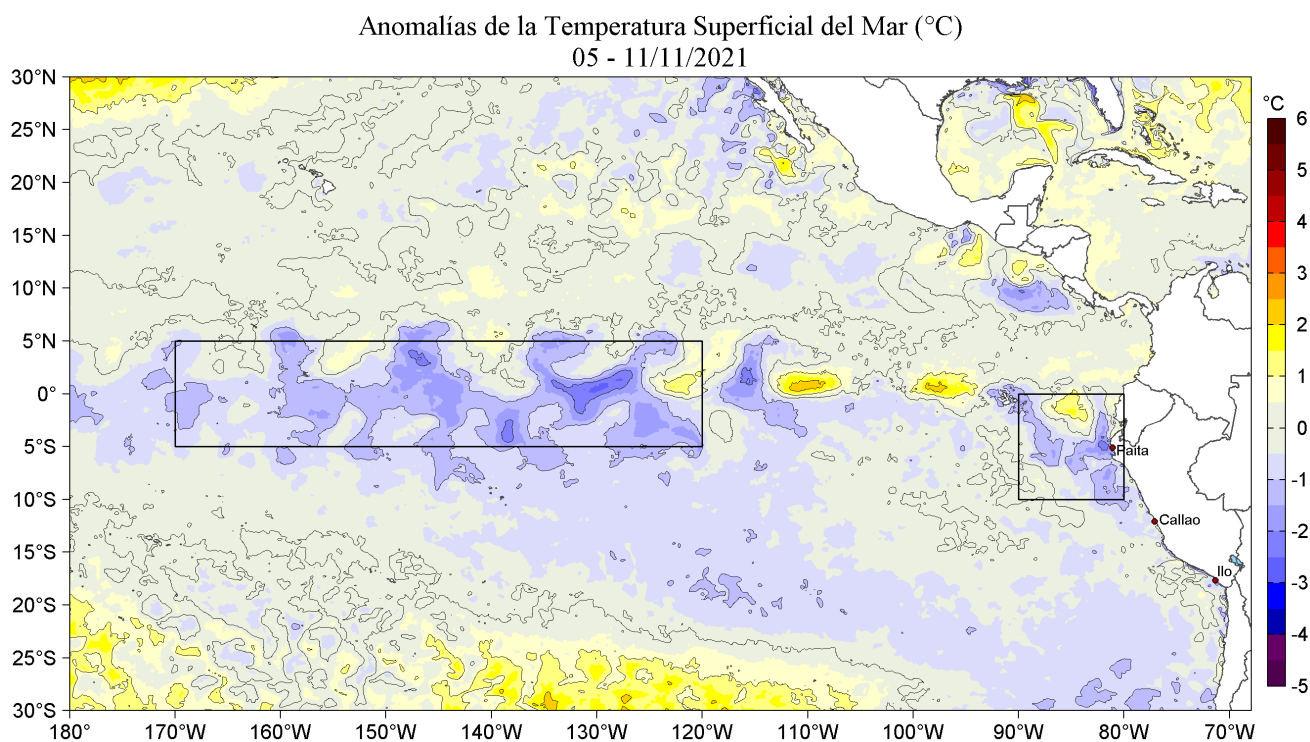 Anomalías de la Temperatura Superficial del Mar (°C)
05 - 11/11/2021
30°N
25°N
20°N
15°N
10°N
5°N
0°
5°S
10°S
15°S
20°S
25°S
30°S
180°
170°W
160°W
150°W
140°W
130°W
120°W
110°W
100°W
90°W
80°W
70°W
Paita
Callao
Ilo
°C
6
5
4
3
2
1
0
-1
-2
-3
-4
-5